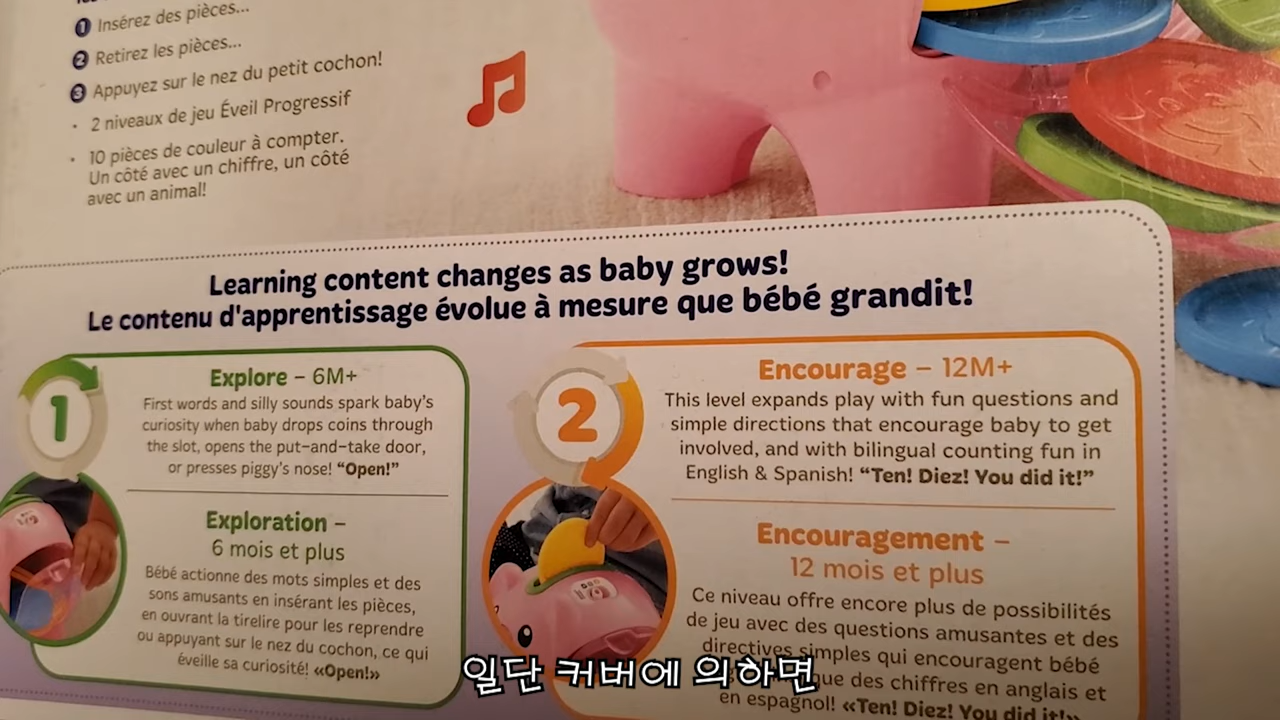 1 Insérez des pièces...
2 Retirez les pièces...
3 Appuyez sur le nez du petit cochon!
• 2 niveaux de jeu Éveil Progressif
• 10 pièces de couleur à compter.
Un côté avec un chiffre, un côté
avec un animal!
Learning content changes as baby grows!
Le contenu d'apprentissage évolue à mesure que bébé grandit!
1
Explore – 6M+
First words and silly sounds spark baby's
curiosity when baby drops coins through
the slot, opens the put-and-take door,
or presses piggy's nose! “Open!”
Exploration –
6 mois et plus
Bébé actionne des mots simples et des
sons amusants en insérant les pièces,
en ouvrant la tirelire pour les reprendre
ou appuyant sur le nez du cochon, ce qui
éveille sa curiosité! «Open!»
2
Encourage – 12M+
This level expands play with fun questions and
simple directions that encourage baby to get
involved, and with bilingual counting fun in
English & Spanish! “Ten! Diez! You did it!”
Encouragement –
12 mois et plus
Ce niveau offre encore plus de possibilités
de jeu avec des questions amusantes et des
directives simples qui encouragent bébé
que des chiffres en anglais et
en espagnol! «Ten! Diez! You did it!»
일단 커버에 의하면